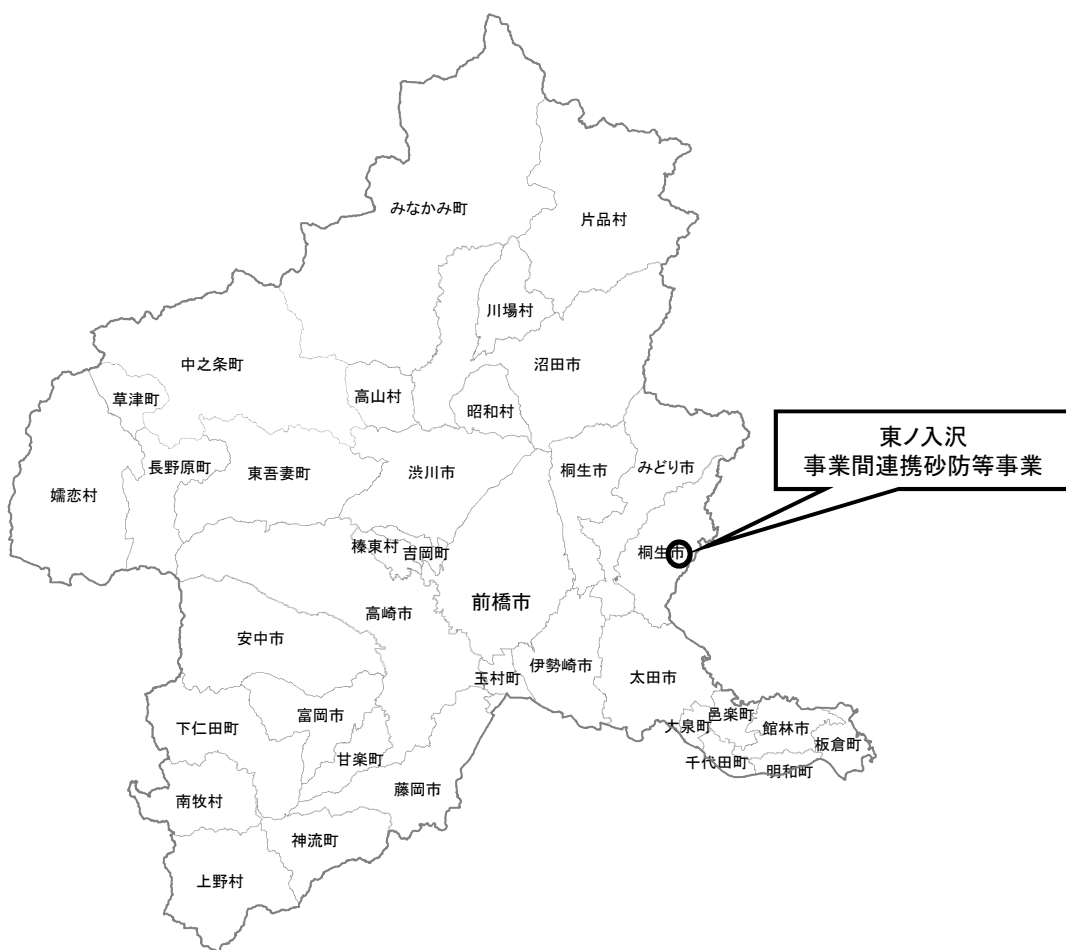 みなかみ町
片品村
川場村
中之条町
沼田市
草津町
高山村
昭和村
東ノ入沢
事業間連携砂防等事業
長野原町
東吾妻町
渋川市
桐生市
みどり市
嬬恋村
榛東村
吉岡町
桐生市
前橋市
高崎市
安中市
伊勢崎市
玉村町
太田市
富岡市
下仁田町
邑楽町
大泉町
館林市
板倉町
甘楽町
千代田町
明和町
藤岡市
南牧村
神流町
上野村